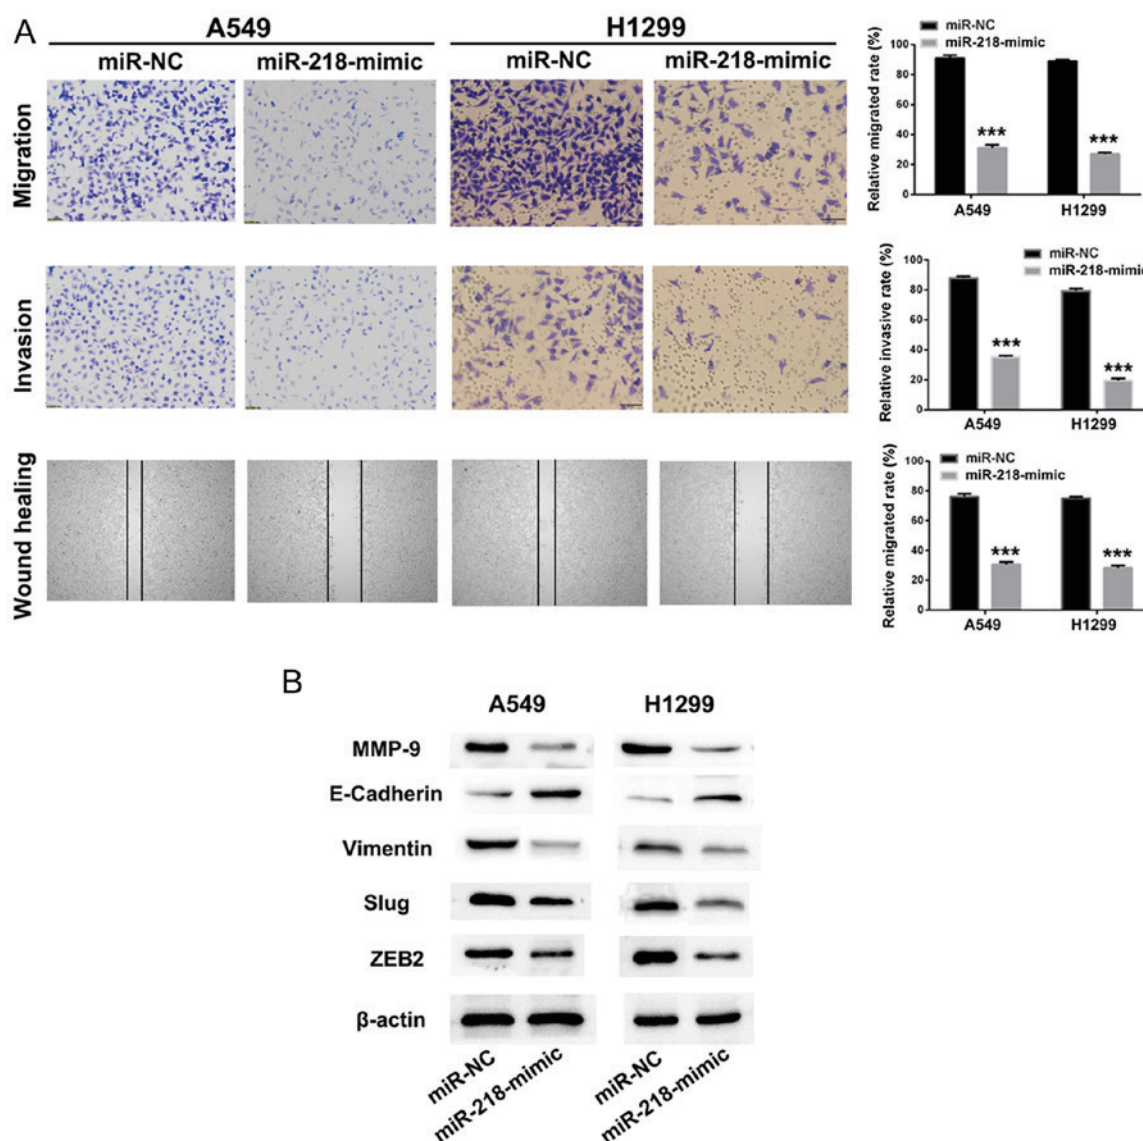 A
A549
H1299
miR-NC
miR-218-mimic
miR-NC
miR-218-mimic
Migration
Invasion
Wound healing
Relative migrated rate (%)
100
80
60
40
20
0
miR-NC
miR-218-mimic
***
***
A549
H1299
Relative invasive rate (%)
100
80
60
40
20
0
miR-NC
miR-218-mimic
***
***
A549
H1299
Relative migrated rate (%)
100
80
60
40
20
0
miR-NC
miR-218-mimic
***
***
A549
H1299
B
A549
H1299
MMP-9
E-Cadherin
Vimentin
Slug
ZEB2
β-actin
miR-NC
miR-218-mimic
miR-NC
miR-218-mimic